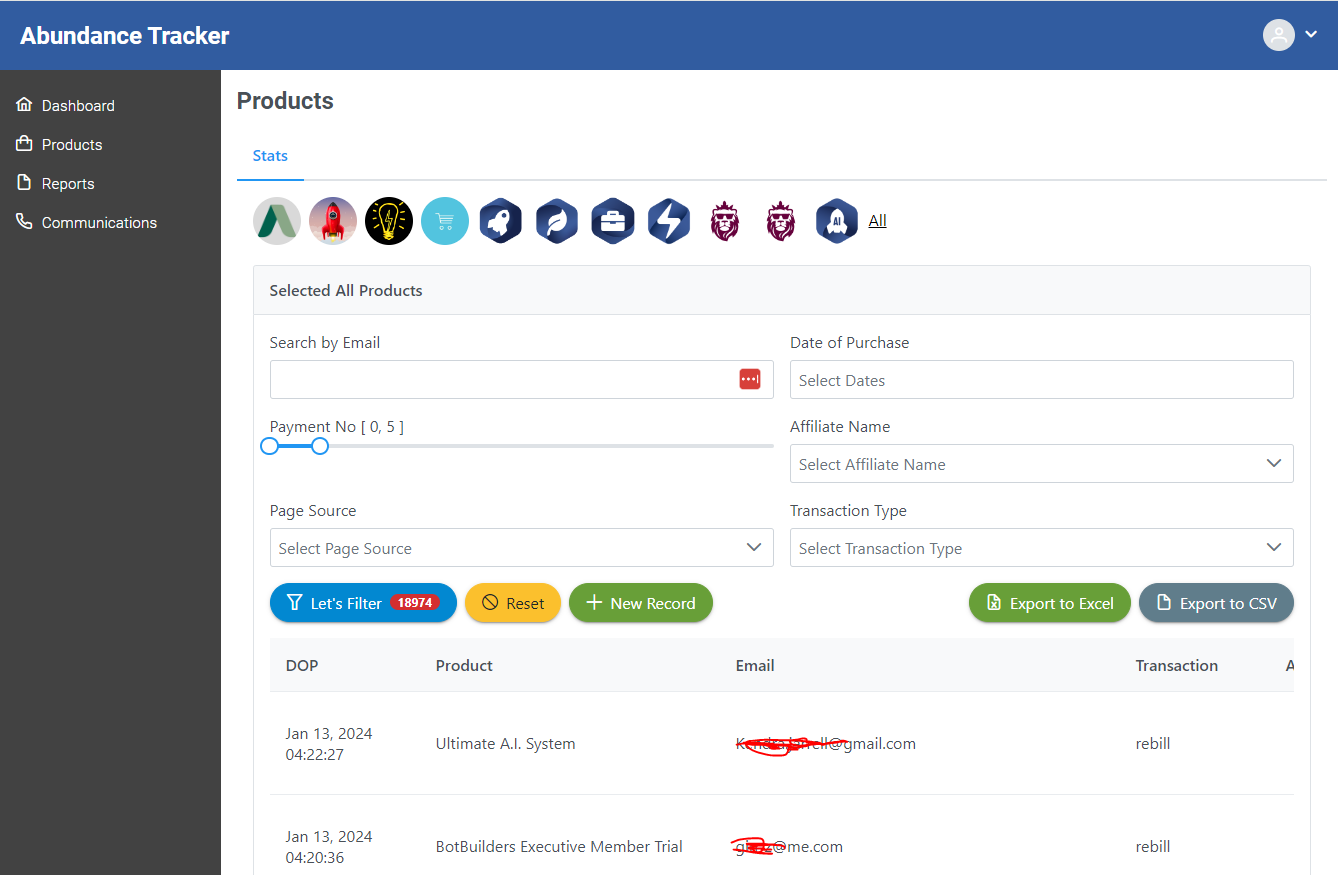 Abundance Tracker
Dashboard
Products
Reports
Communications
Products
Stats
AI
All
Selected All Products
Search by Email
Date of Purchase
Select Dates
Payment No [ 0, 5 ]
Affiliate Name
Select Affiliate Name
Page Source
Transaction Type
Select Page Source
Select Transaction Type
Let's Filter 18974 Reset New Record Export to Excel Export to CSV
DOP Product Email Transaction A
Jan 13, 2024
04:22:27
Ultimate A.I. System @gmail.com rebill
Jan 13, 2024
04:20:36
BotBuilders Executive Member Trial @me.com rebill